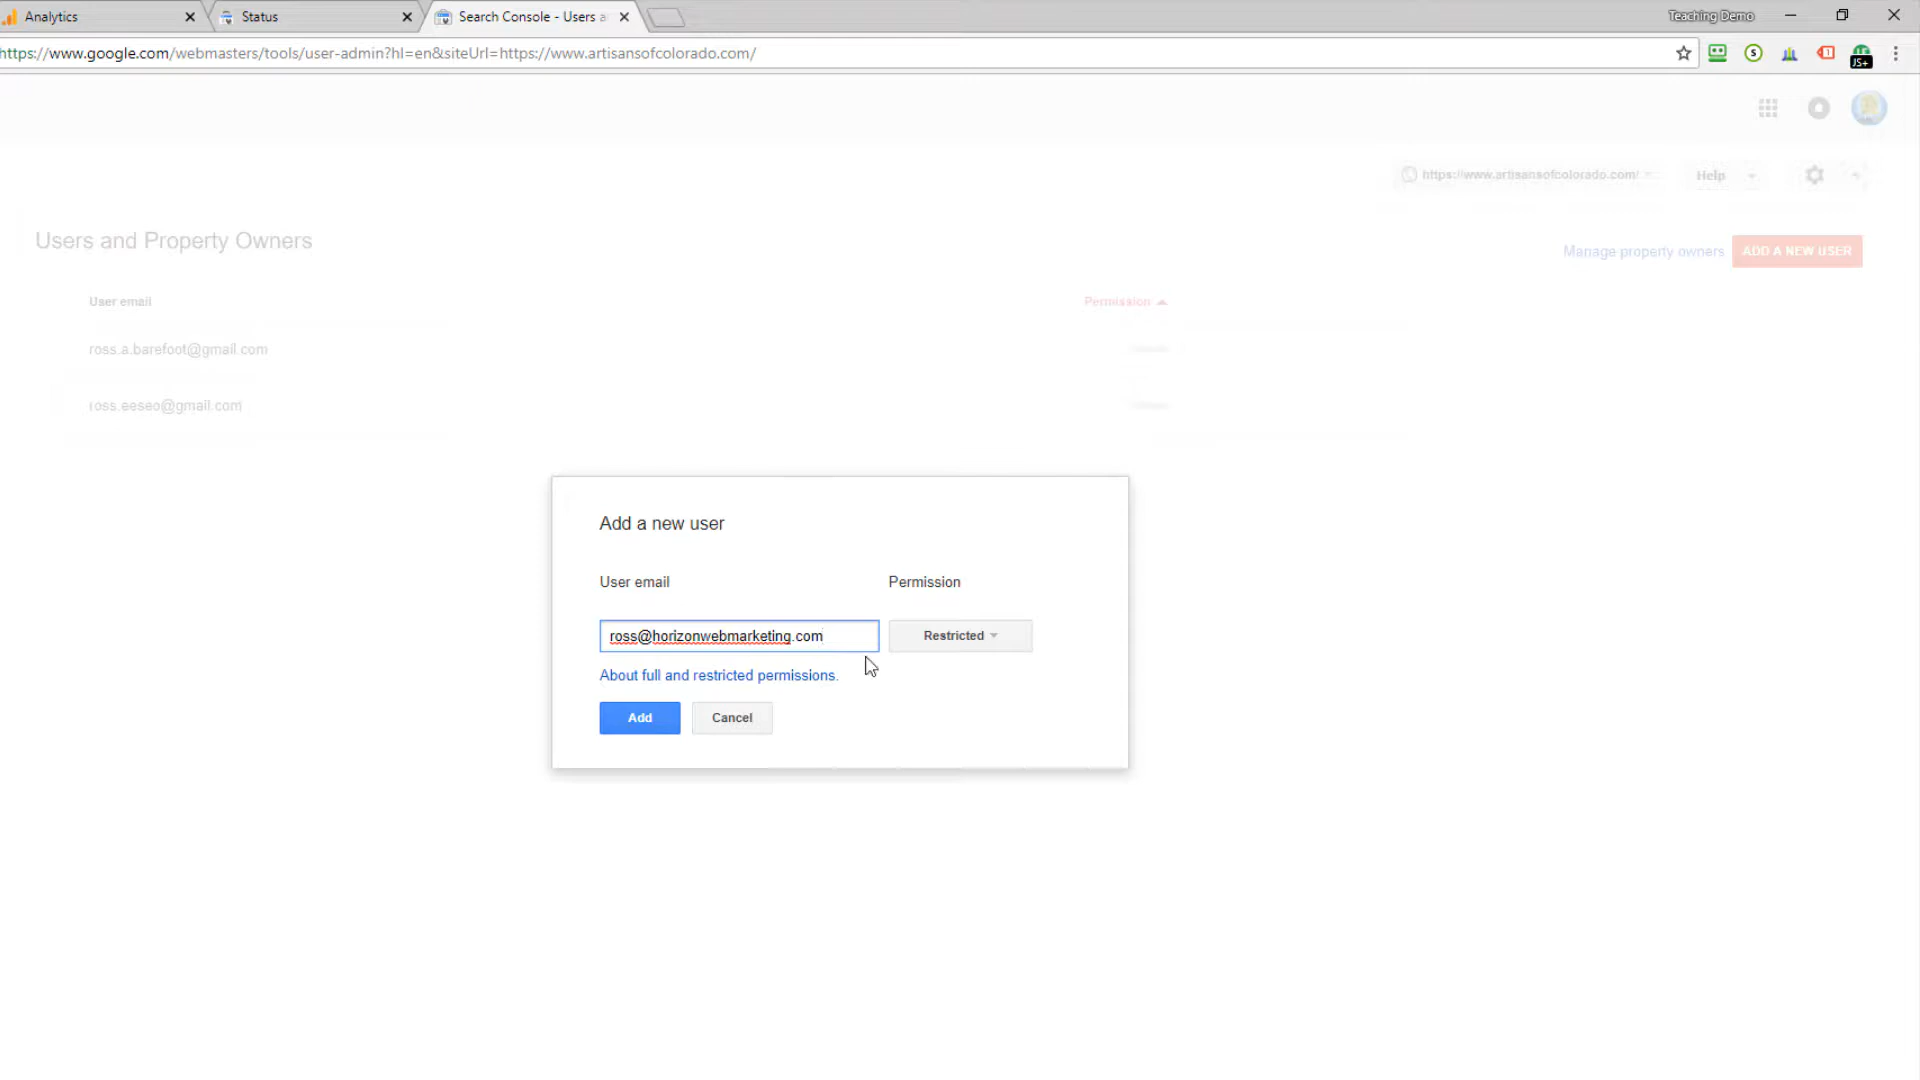 Analytics
Status
Search Console - Users a
Teaching Demo
https://www.google.com/webmasters/tools/user-admin?hl=en&siteUrl=https://www.artisansofcolorado.com/
S
1
JS+
https://www.artisansofcolorado.com/
Help
Users and Property Owners
Manage property owners
ADD A NEW USER
User email
Permission
ross.a.barefoot@gmail.com
ross.eeseo@gmail.com
Add a new user
User email
Permission
ross@horizonwebmarketing.com
Restricted
About full and restricted permissions.
Add
Cancel